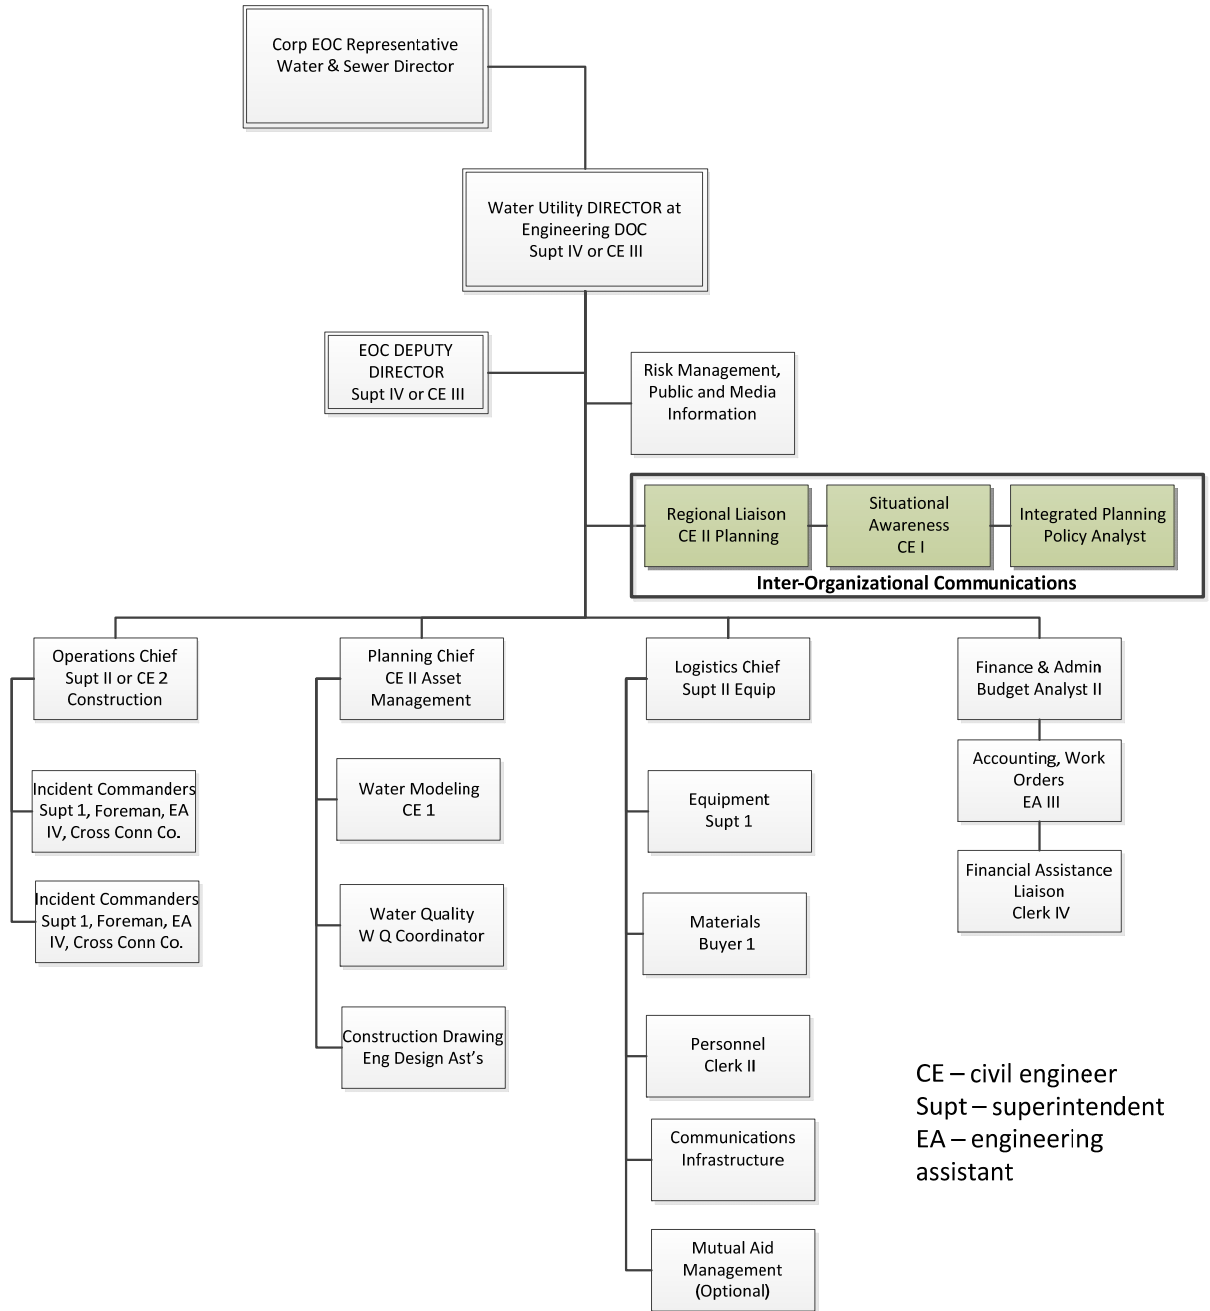 Corp EOC Representative
Water & Sewer Director
Water Utility DIRECTOR at
Engineering DOC
Supt IV or CE III
EOC DEPUTY
DIRECTOR
Supt IV or CE III
Risk Management,
Public and Media
Information
Regional Liaison
CE II Planning
Situational
Awareness
CE I
Integrated Planning
Policy Analyst
Inter-Organizational Communications
Operations Chief
Supt II or CE 2
Construction
Incident Commanders
Supt 1, Foreman, EA
IV, Cross Conn Co.
Incident Commanders
Supt 1, Foreman, EA
IV, Cross Conn Co.
Planning Chief
CE II Asset
Management
Water Modeling
CE 1
Water Quality
W Q Coordinator
Construction Drawing
Eng Design Ast's
Logistics Chief
Supt II Equip
Equipment
Supt 1
Materials
Buyer 1
Personnel
Clerk II
Communications
Infrastructure
Mutual Aid
Management
(Optional)
Finance & Admin
Budget Analyst II
Accounting, Work
Orders
EA III
Financial Assistance
Liaison
Clerk IV
CE – civil engineer
Supt – superintendent
EA – engineering
assistant